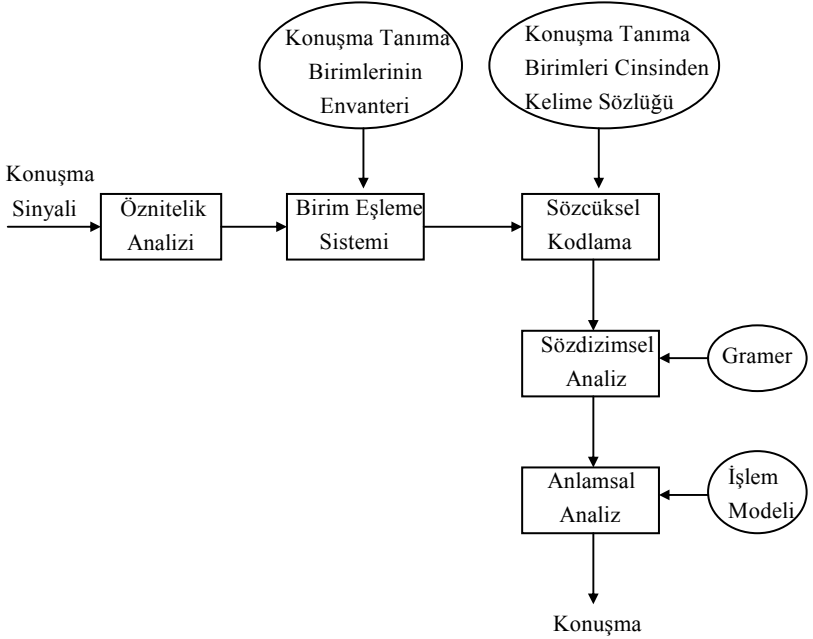 Konuşma Tanıma
Birimlerinin
Envanteri
Konuşma Tanıma
Birimleri Cinsinden
Kelime Sözlüğü
Konuşma
Sinyali
Öznitelik
Analizi
Birim Eşleme
Sistemi
Sözcüksel
Kodlama
Sözdizimsel
Analiz
Gramer
Anlamsal
Analiz
İşlem
Modeli
Konuşma